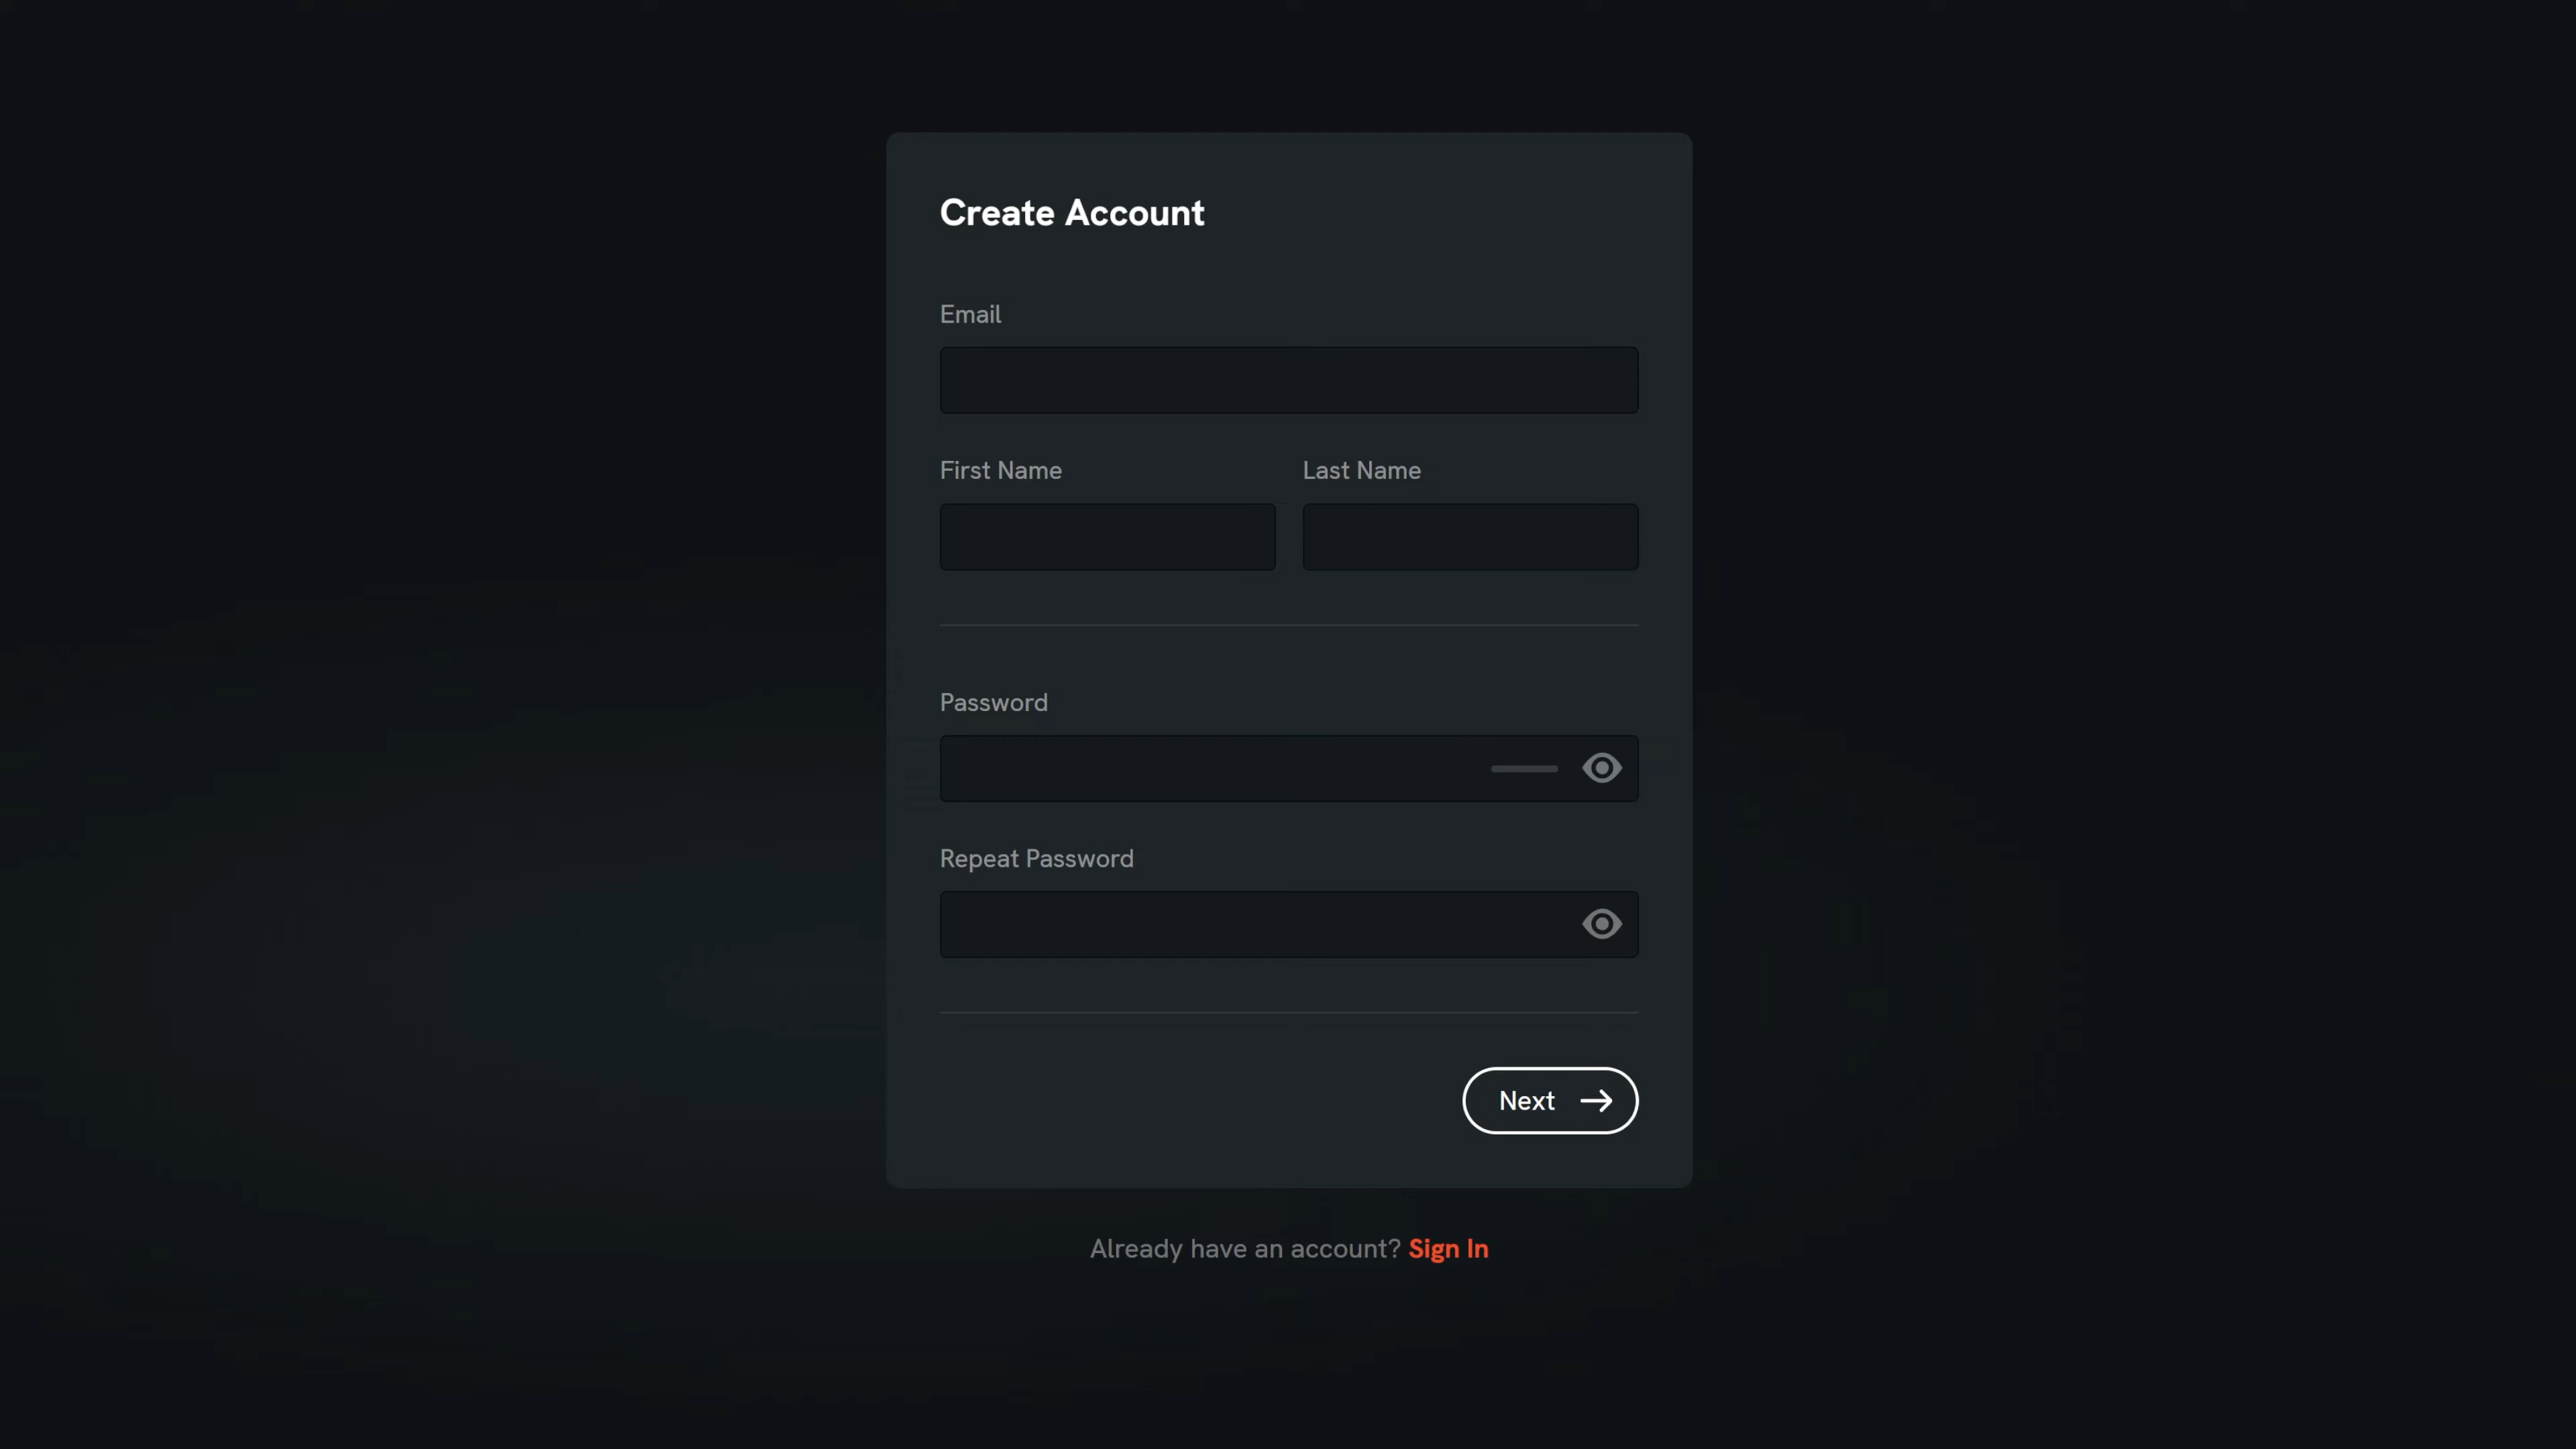 Create Account
Email
First Name
Last Name
Password
Repeat Password
Next
Already have an account? Sign In